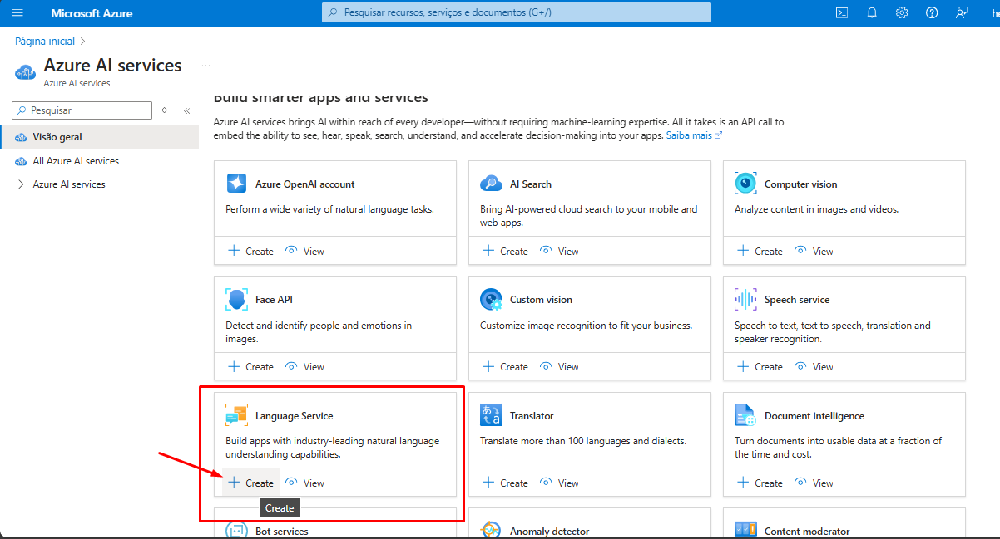 Microsoft Azure
Pesquisar recursos, serviços e documentos (G+/)
Página inicial
Azure AI services
...
Azure AI services
Pesquisar
Visão geral
All Azure AI services
Azure AI services
Build smarter apps and services
Azure AI services brings AI within reach of every developer—without requiring machine-learning expertise. All it takes is an API call to
embed the ability to see, hear, speak, search, understand, and accelerate decision-making into your apps. Saiba mais
Azure OpenAI account
Perform a wide variety of natural language tasks.
Create View
AI Search
Bring AI-powered cloud search to your mobile and
web apps.
Create View
Computer vision
Analyze content in images and videos.
Create View
Face API
Detect and identify people and emotions in
images.
Create View
Custom vision
Customize image recognition to fit your business.
Create View
Speech service
Speech to text, text to speech, translation and
speaker recognition.
Create View
Language Service
Build apps with industry-leading natural language
understanding capabilities.
Create View
Create
Translator
Translate more than 100 languages and dialects.
Create View
Document intelligence
Turn documents into usable data at a fraction of
the time and cost.
Create View
Bot services
Anomaly detector
Content moderator